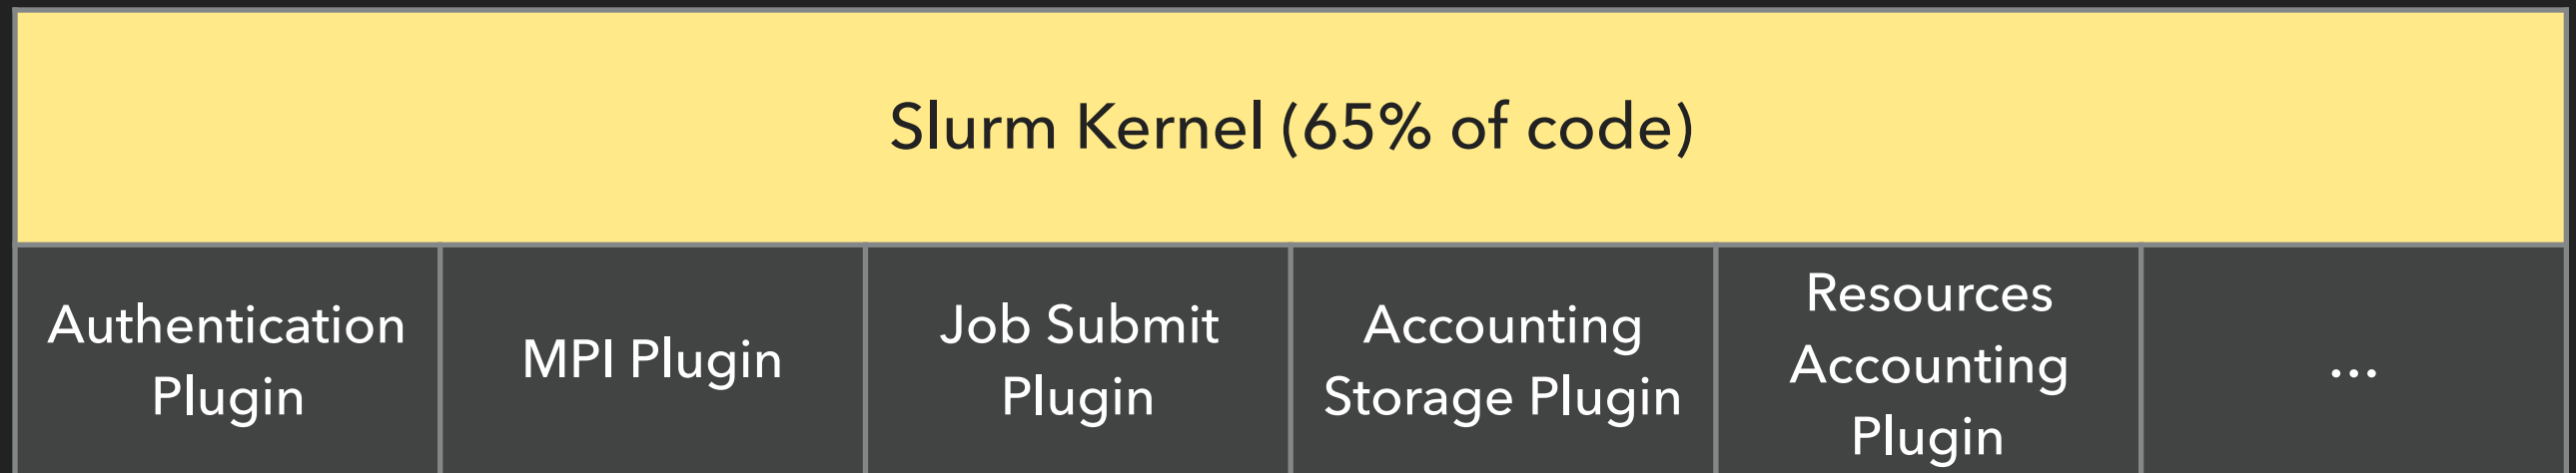 Slurm Kernel (65% of code)
Authentication
Plugin
MPI Plugin
Job Submit
Plugin
Accounting
Storage Plugin
Resources
Accounting
Plugin
...